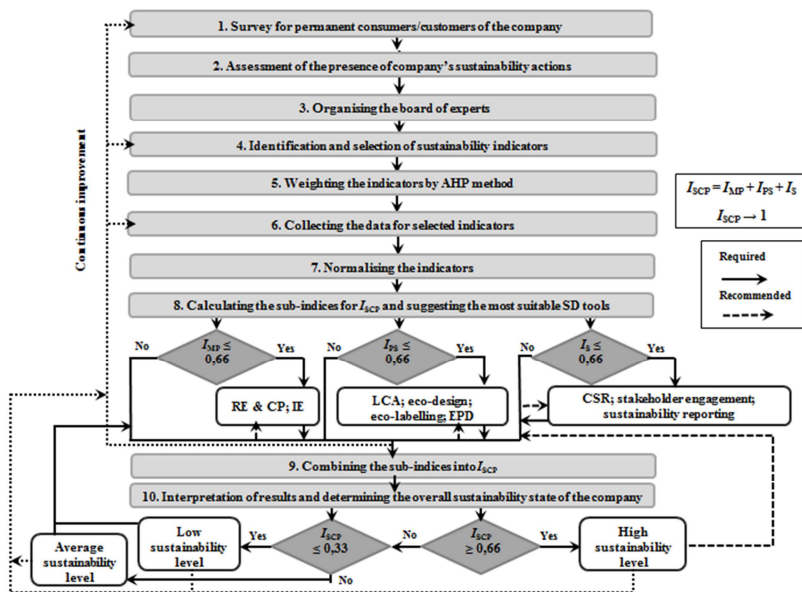 1. Survey for permanent consumers/customers of the company
2. Assessment of the presence of company's sustainability actions
3. Organising the board of experts
4. Identification and selection of sustainability indicators
5. Weighting the indicators by AHP method
6. Collecting the data for selected indicators
7. Normalising the indicators
8. Calculating the sub-indices for I_SCP and suggesting the most suitable SD tools
Continuous improvement
I_SCP = I_MP + I_PS + I_S
I_SCP → 1
Required
Recommended
No
I_MP ≤
0,66
Yes
No
I_PS ≤
0,66
Yes
No
I_S ≤
0,66
Yes
RE & CP; IE
LCA; eco-design;
eco-labelling; EPD
CSR; stakeholder engagement;
sustainability reporting
9. Combining the sub-indices into I_SCP
10. Interpretation of results and determining the overall sustainability state of the company
Average
sustainability
level
Low
sustainability
level
Yes
I_SCP
≤ 0,33
No
No
I_SCP
≥ 0,66
Yes
High
sustainability
level